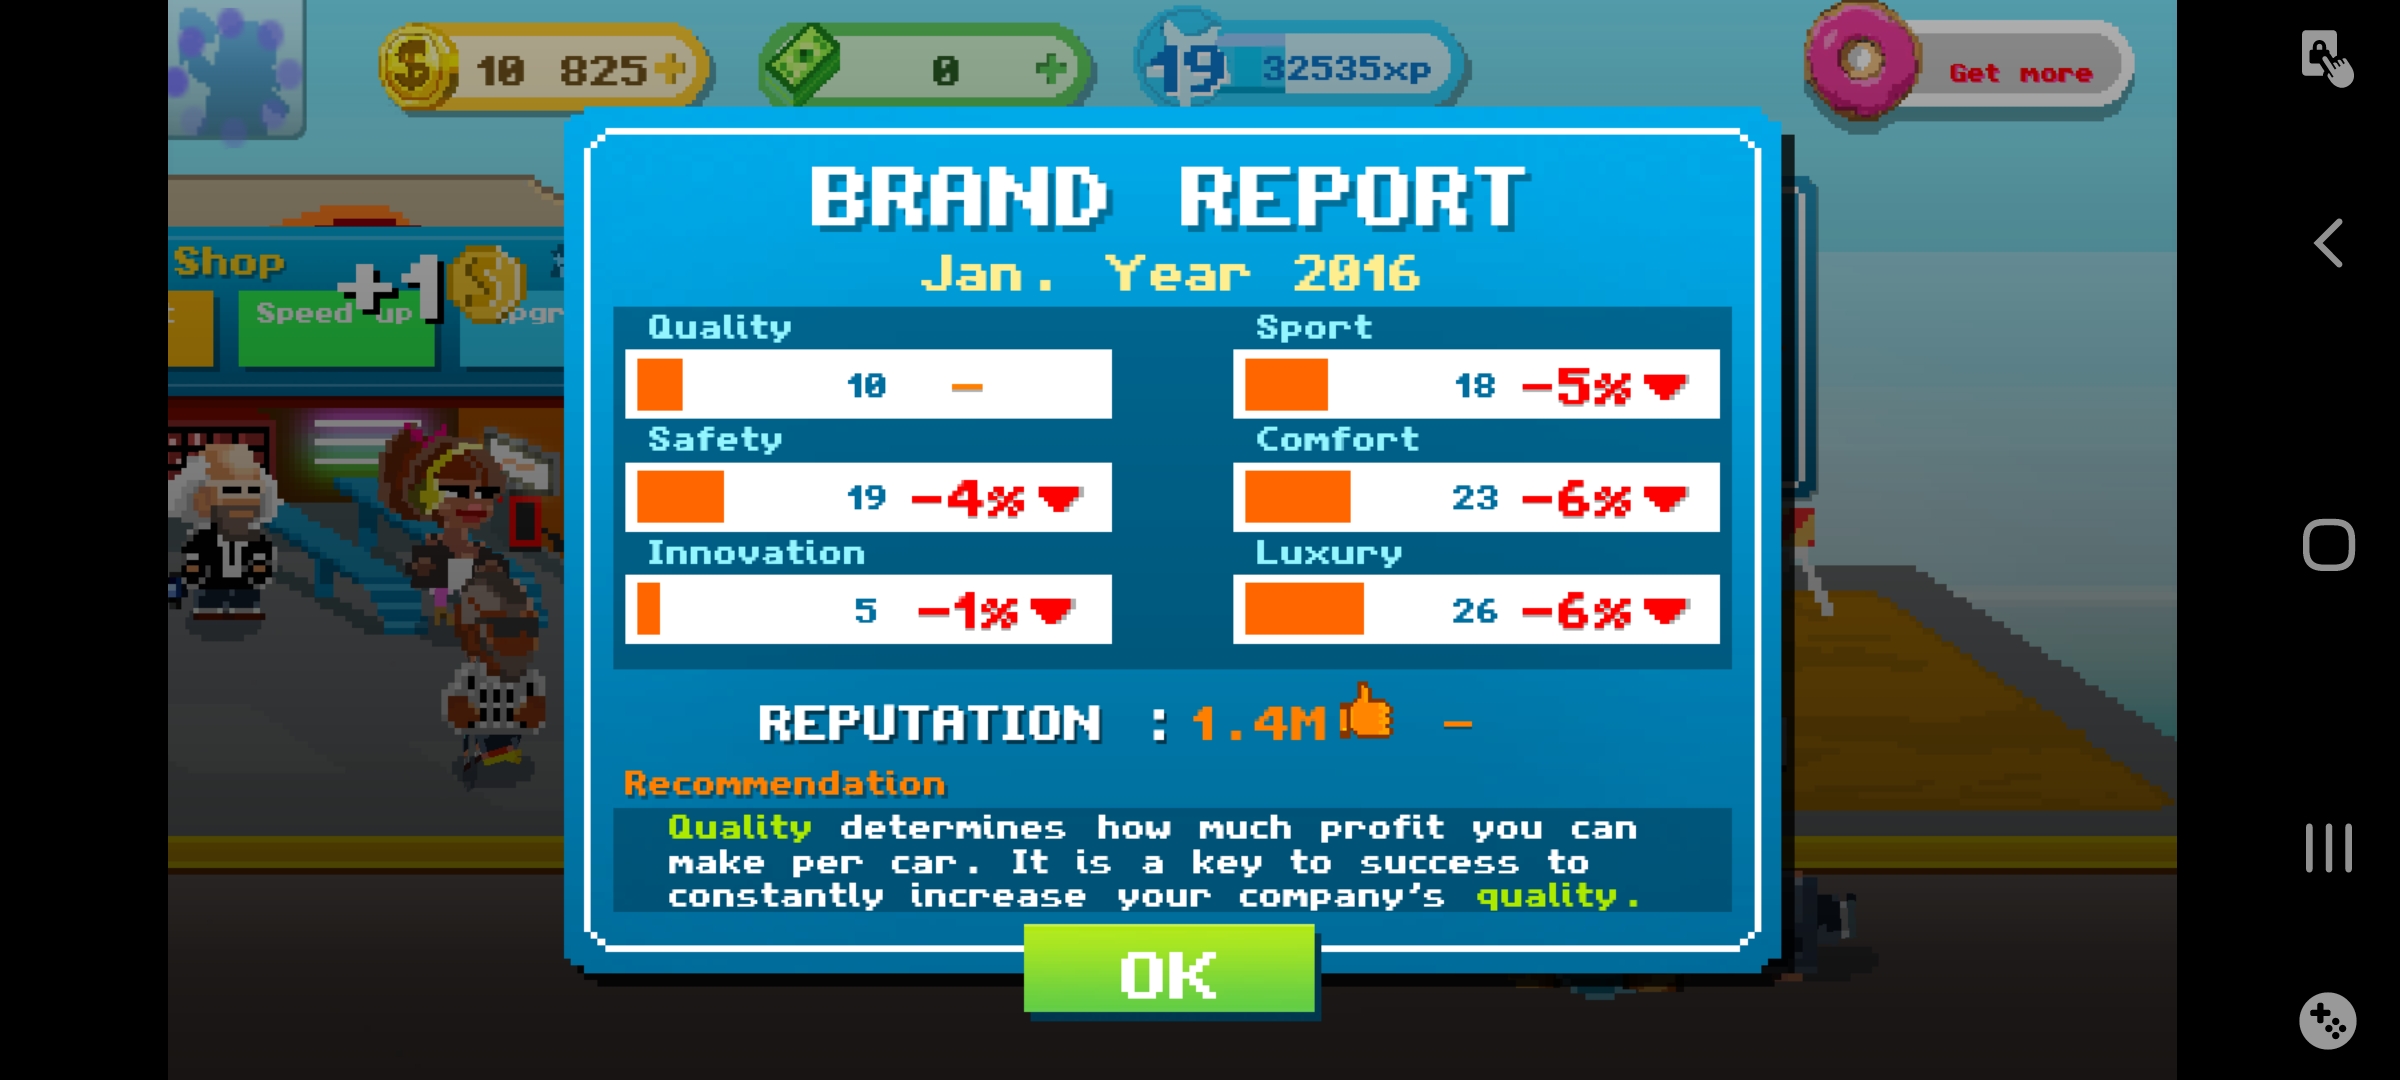 10 825+
0 +
19 32535xp
Get more
Shop
+1
Speed up
BRAND REPORT
Jan. Year 2016
Quality
10 –
Sport
18 -5%
Safety
19 -4%
Comfort
23 -6%
Innovation
5 -1%
Luxury
26 -6%
REPUTATION : 1.4M –
Recommendation
Quality determines how much profit you can
make per car. It is a key to success to
constantly increase your company's quality.
OK